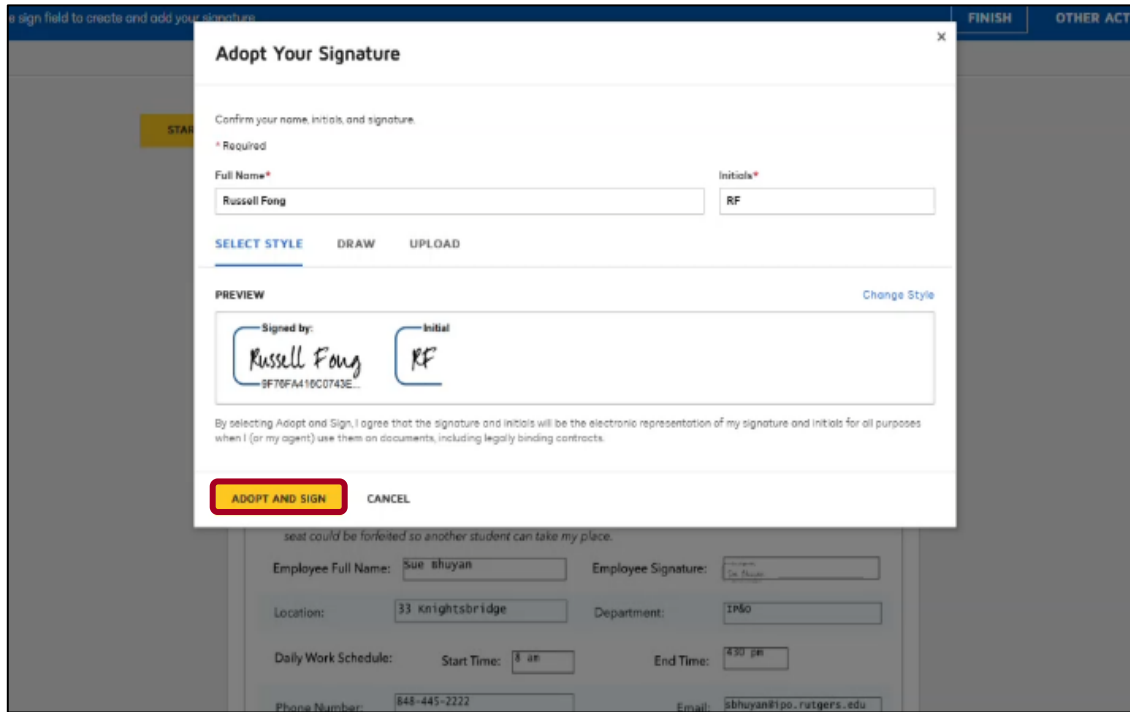 e sign field to create and add your signature
FINISH OTHER ACT
Adopt Your Signature
×
STAR
Confirm your name, initials, and signature.
* Required
Full Name* Initials*
Russell Fong RF
SELECT STYLE DRAW UPLOAD
PREVIEW Change Style
Signed by: Initial
Russell Fong RF
9F76FA416C0743E...
By selecting Adopt and Sign, I agree that the signature and initials will be the electronic representation of my signature and initials for all purposes
when I (or my agent) use them on documents, including legally binding contracts.
ADOPT AND SIGN CANCEL
seat could be forfeited so another student can take my place.
Employee Full Name: Sue Bhuyan Employee Signature: Sue Bhuyan
Location: 33 Knightsbridge Department: IP&O
Daily Work Schedule: Start Time: 8 am End Time: 430 pm
Phone Number: 848-445-2222 Email: sbhuyan@ipo.rutgers.edu